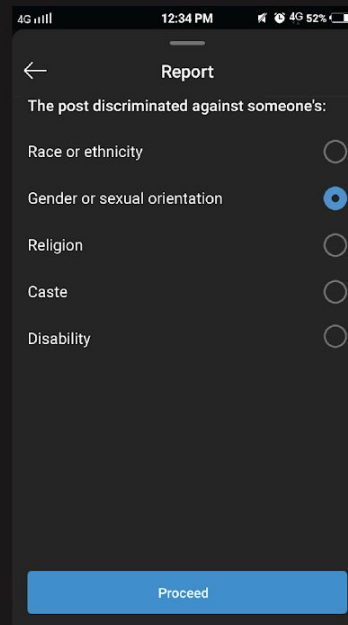 4G 12:34 PM 4G 52%
Report
The post discriminated against someone's:
Race or ethnicity
Gender or sexual orientation
Religion
Caste
Disability
Proceed